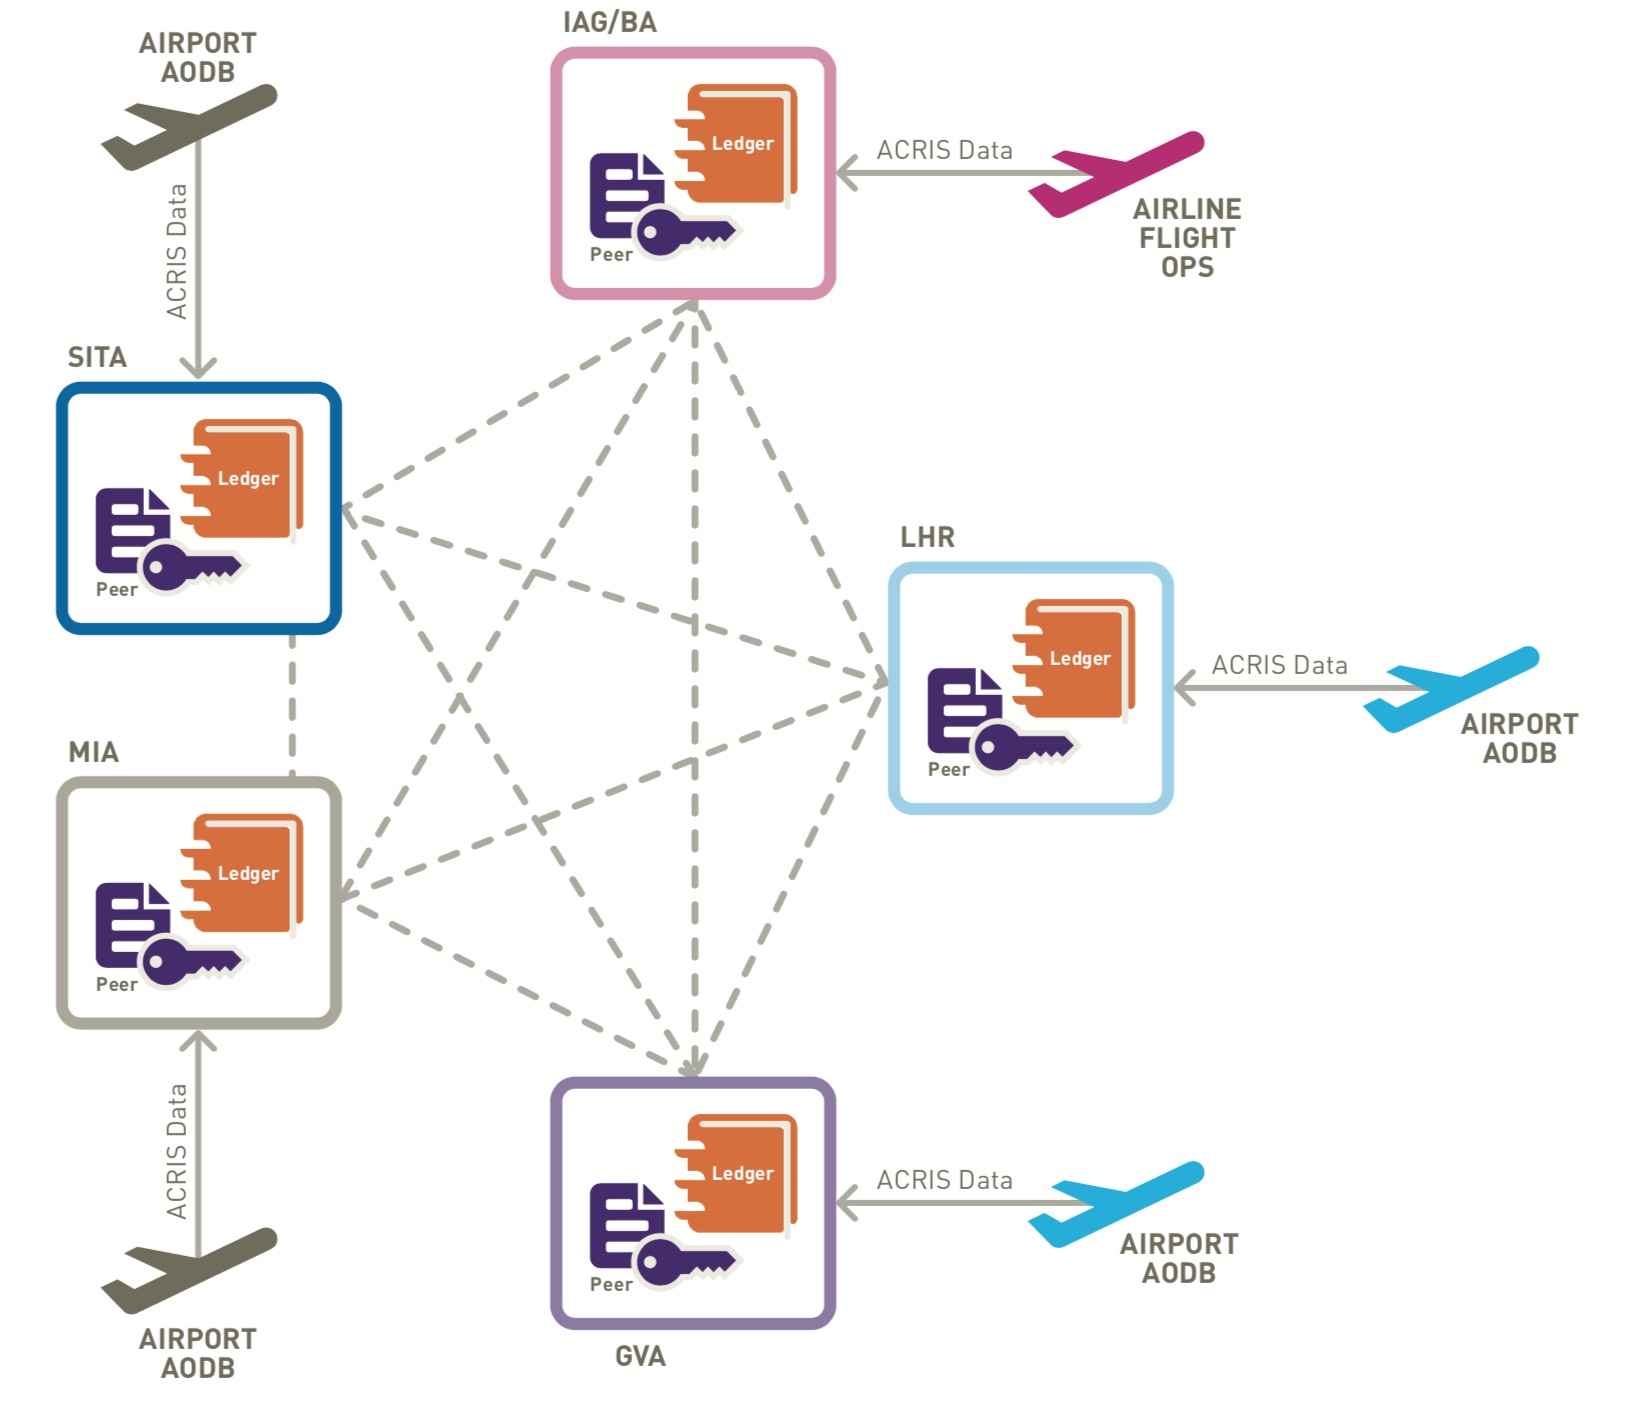 IAG/BA
AIRPORT
AODB
Ledger
Peer
ACRIS Data
AIRLINE
FLIGHT
OPS
ACRIS Data
SITA
Ledger
Peer
LHR
Ledger
Peer
ACRIS Data
AIRPORT
AODB
MIA
Ledger
Peer
ACRIS Data
AIRPORT
AODB
Ledger
Peer
GVA
ACRIS Data
AIRPORT
AODB